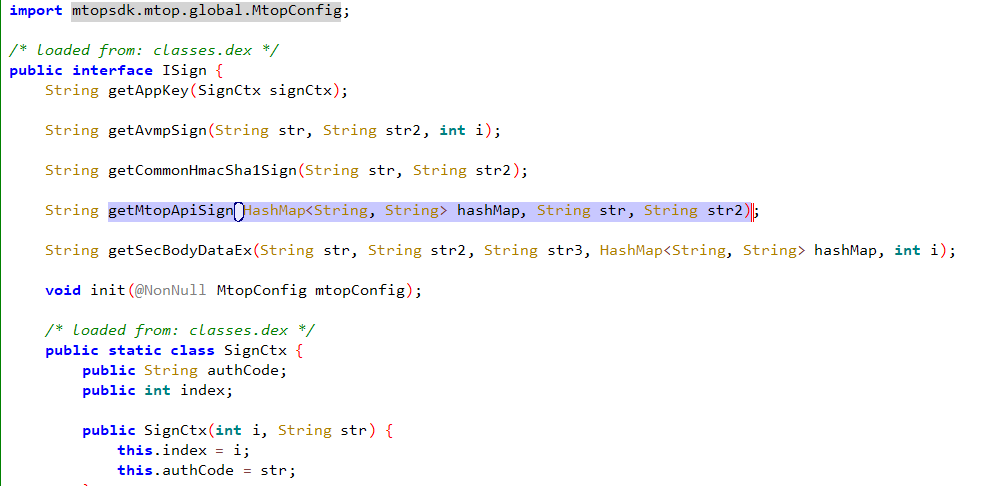 import mtopsdk.mtop.global.MtopConfig;
/* loaded from: classes.dex */
public interface ISign {
String getAppKey(SignCtx signCtx);
String getAvmpSign(String str, String str2, int i);
String getCommonHmacSha1Sign(String str, String str2);
String getMtopApiSign(HashMap<String, String> hashMap, String str, String str2);
String getSecBodyDataEx(String str, String str2, String str3, HashMap<String, String> hashMap, int i);
void init(@NonNull MtopConfig mtopConfig);
/* loaded from: classes.dex */
public static class SignCtx {
public String authCode;
public int index;
public SignCtx(int i, String str) {
this.index = i;
this.authCode = str;